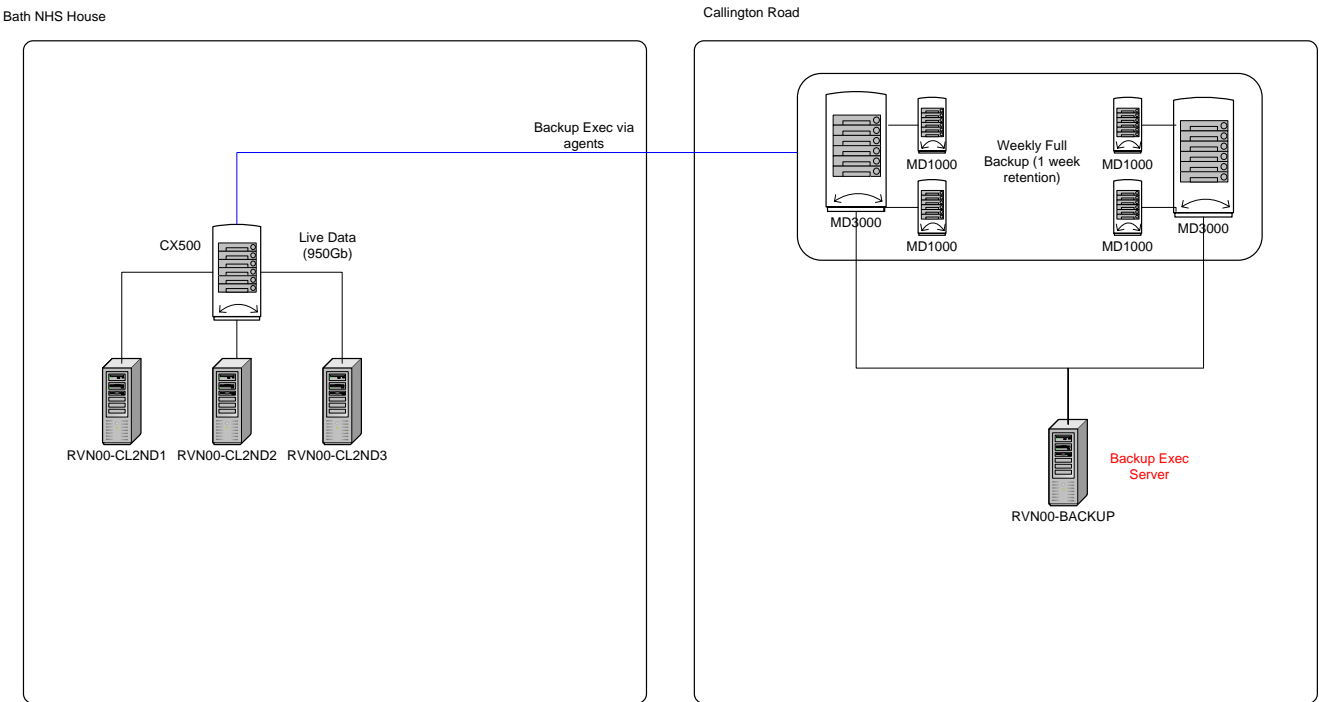 Bath NHS House
Callington Road
Backup Exec via
agents
CX500
Live Data
(950Gb)
RVN00-CL2ND1
RVN00-CL2ND2
RVN00-CL2ND3
MD3000
MD1000
MD1000
Weekly Full
Backup (1 week
retention)
MD1000
MD1000
MD3000
Backup Exec
Server
RVN00-BACKUP